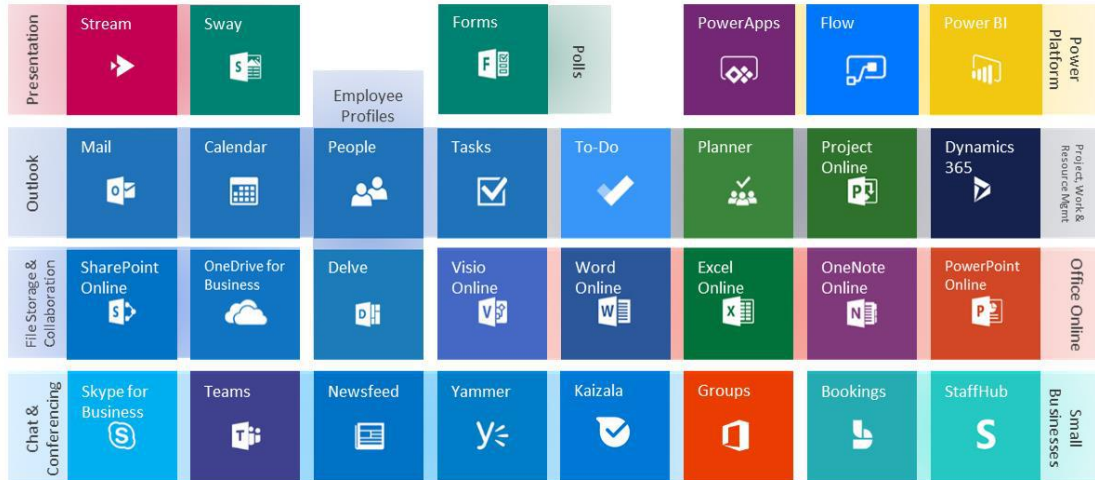 Presentation
Stream
Sway
Forms
Polls
PowerApps
Flow
Power BI
Power
Platform
Employee
Profiles
Outlook
Mail
Calendar
People
Tasks
To-Do
Planner
Project
Online
Dynamics
365
Project, Work &
Resource Mgmt
File Storage &
Collaboration
SharePoint
Online
OneDrive for
Business
Delve
Visio
Online
Word
Online
Excel
Online
OneNote
Online
PowerPoint
Online
Office Online
Chat &
Conferencing
Skype for
Business
Teams
Newsfeed
Yammer
Kaizala
Groups
Bookings
StaffHub
Small
Businesses